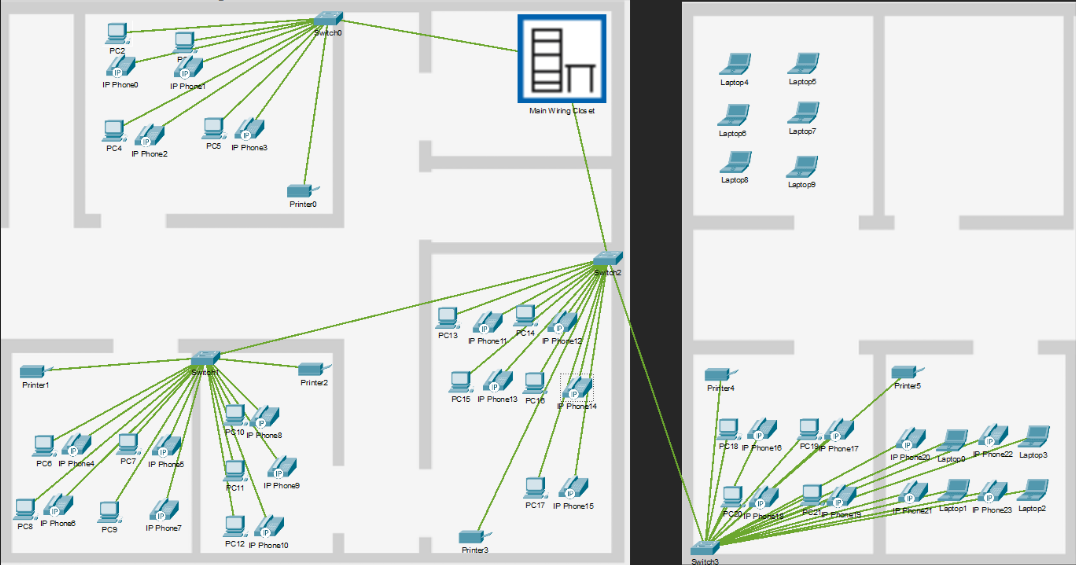 Switch0
PC2
IP Phone0
IP Phone1
PC4
IP Phone2
PC5
IP Phone3
Printer0
Main Wiring Closet
Switch2
PC13
IP Phone11
PC14
IP Phone12
PC15
IP Phone13
PC16
IP Phone14
PC17
IP Phone15
Printer3
Switch1
Printer1
Printer2
PC6
IP Phone4
PC7
IP Phone5
PC8
IP Phone6
PC9
IP Phone7
PC10
IP Phone8
PC11
IP Phone9
PC12
IP Phone10
Laptop4
Laptop5
Laptop6
Laptop7
Laptop8
Laptop9
Printer4
Printer5
PC18
IP Phone16
PC19
IP Phone17
IP Phone20
Laptop0
IP Phone22
Laptop3
PC20
IP Phone18
PC21
IP Phone19
IP Phone21
Laptop1
IP Phone23
Laptop2
Switch3